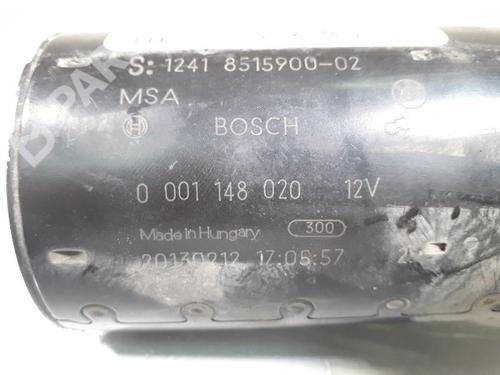 S: 1241 8515900-02
MSA
BOSCH
0 001 148 020 12V
Made in Hungary 300
20130212 17:05:57